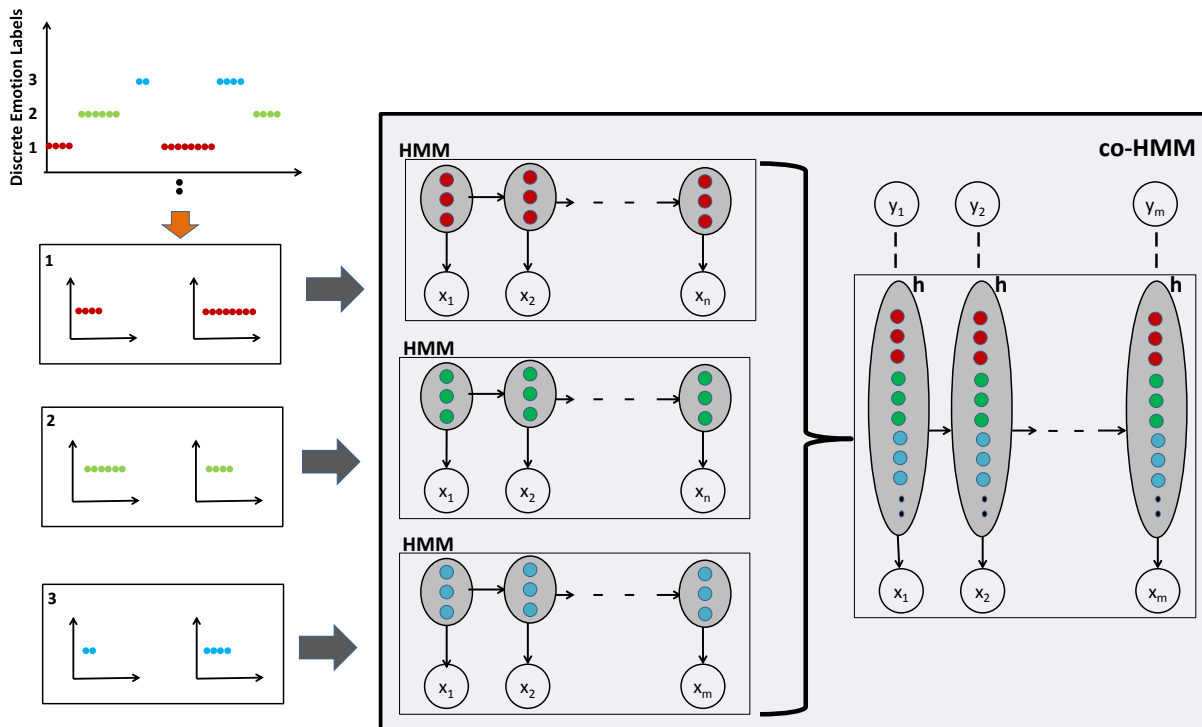 Discrete Emotion Labels
3
2
1
1
2
3
HMM
x1
x2
xn
HMM
x1
x2
xn
HMM
x1
x2
xm
co-HMM
y1
y2
ym
h
h
h
x1
x2
xm